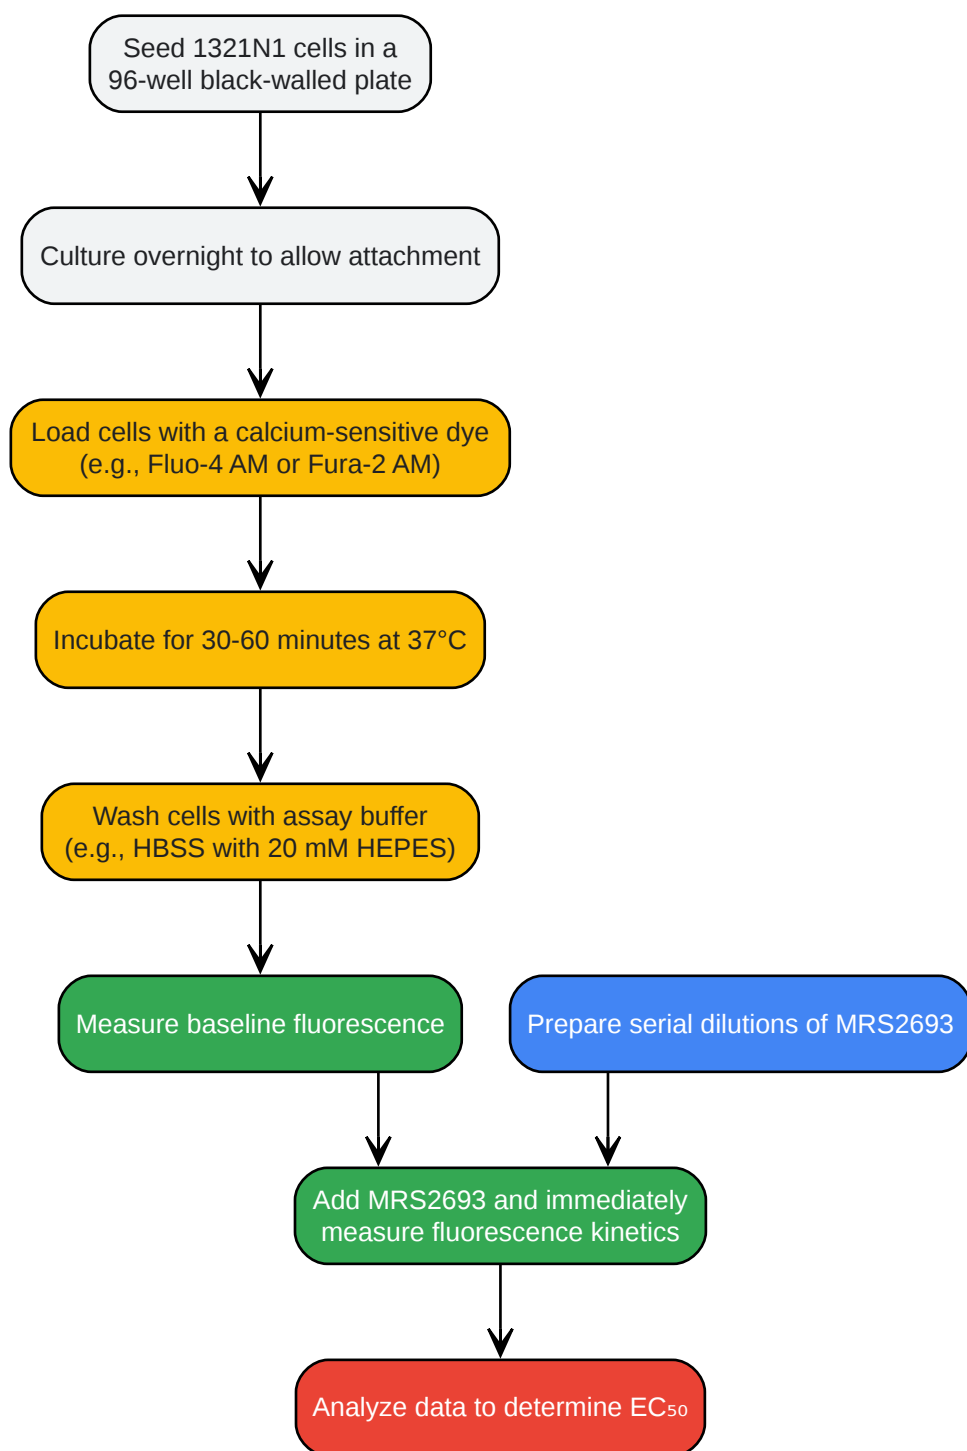 Seed 1321N1 cells in a
96-well black-walled plate
Culture overnight to allow attachment
Load cells with a calcium-sensitive dye
(e.g., Fluo-4 AM or Fura-2 AM)
Incubate for 30-60 minutes at 37°C
Wash cells with assay buffer
(e.g., HBSS with 20 mM HEPES)
Measure baseline fluorescence
Prepare serial dilutions of MRS2693
Add MRS2693 and immediately
measure fluorescence kinetics
Analyze data to determine EC₅₀